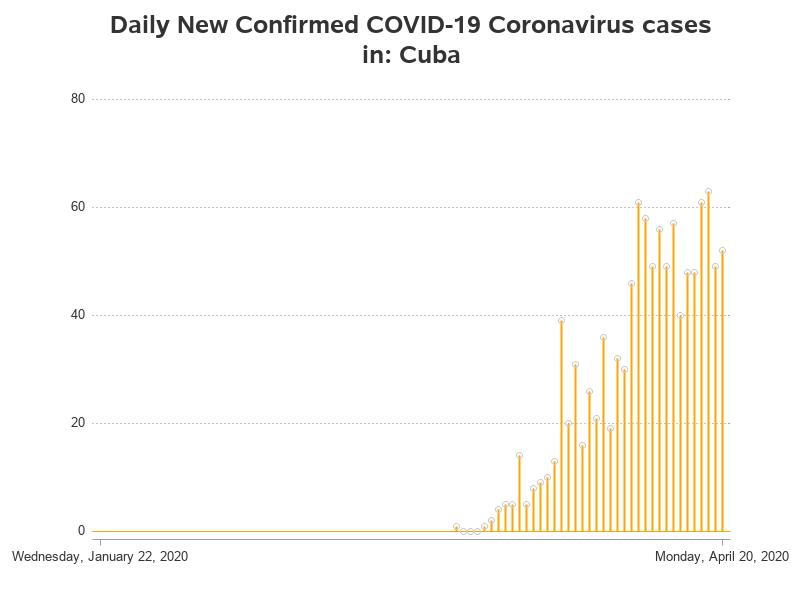 Daily New Confirmed COVID-19 Coronavirus cases
in: Cuba
80
60
40
20
0
Wednesday, January 22, 2020
Monday, April 20, 2020